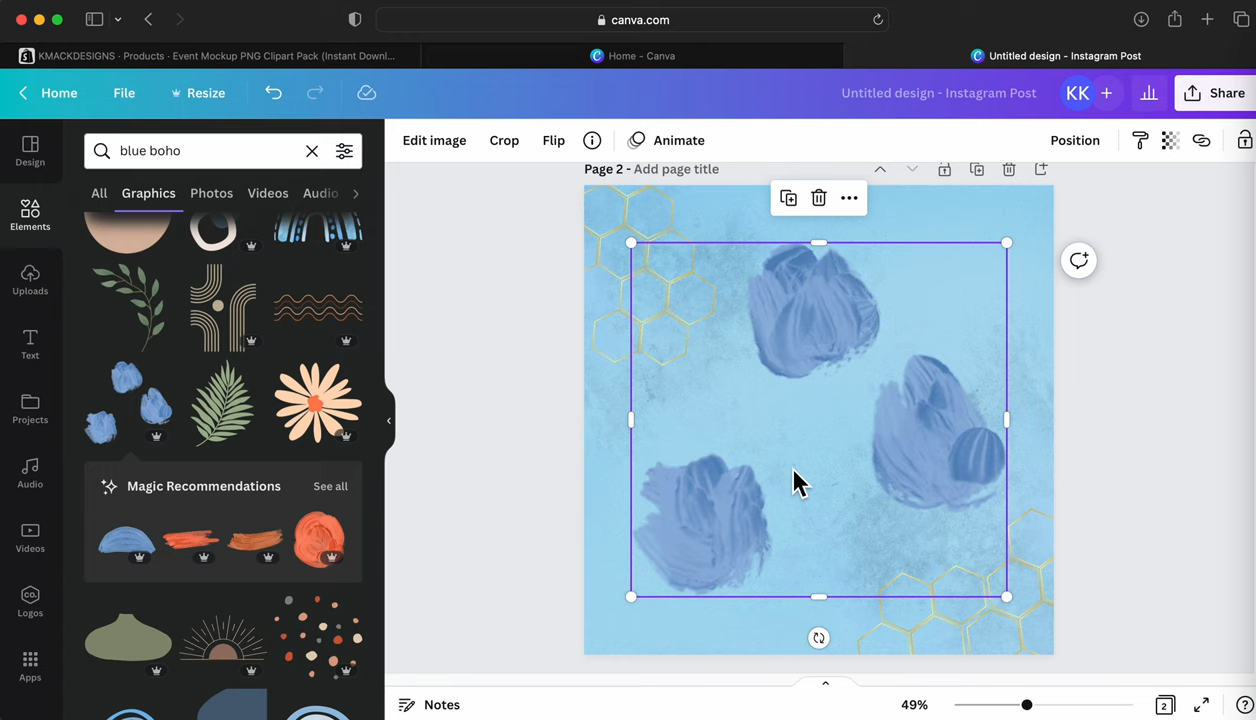 canva.com
KMACKDESIGNS · Products · Event Mockup PNG Clipart Pack (Instant Downl...
Home – Canva
Untitled design - Instagram Post
Home
File
Resize
Untitled design - Instagram Post
KK
Share
Design
Elements
Uploads
Text
Projects
Audio
Videos
Logos
Apps
blue boho
All
Graphics
Photos
Videos
Audio
Magic Recommendations
See all
Edit image
Crop
Flip
Animate
Position
Page 2 - Add page title
Notes
49%
2